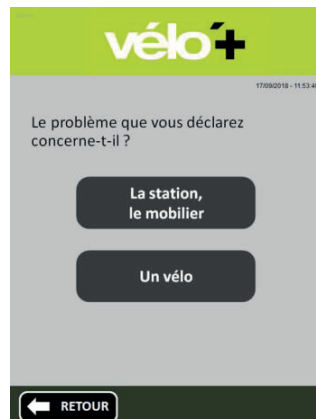 vélo+
17/09/2018 - 11:53:4
Le problème que vous déclarez
concerne-t-il ?
La station,
le mobilier
Un vélo
RETOUR